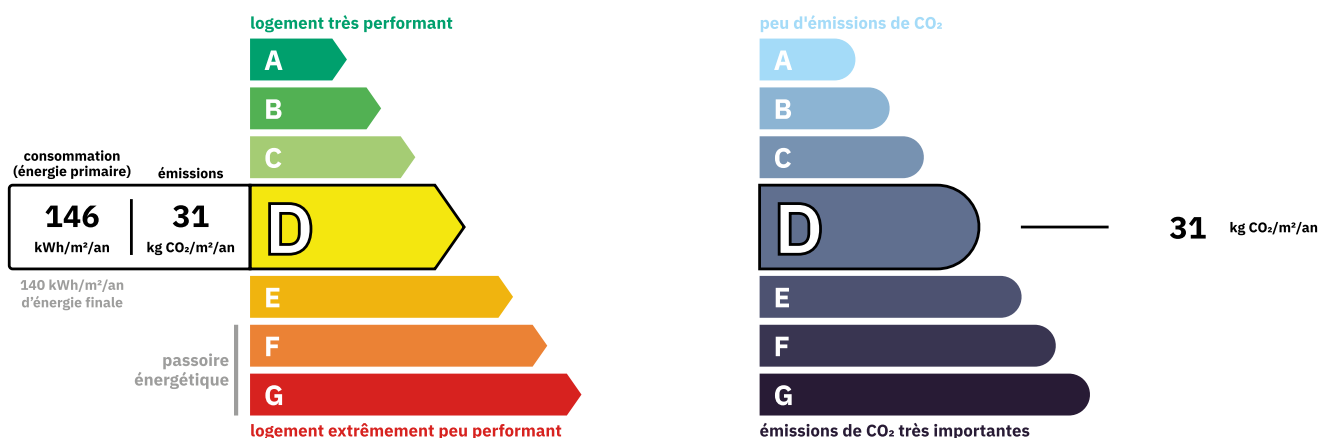 logement très performant
A
B
C
consommation
(énergie primaire)
émissions
146
kWh/m²/an
31
kg CO₂/m²/an
D
140 kWh/m²/an
d'énergie finale
E
F
passoire
énergétique
G
logement extrêmement peu performant
peu d'émissions de CO₂
A
B
C
D
31 kg CO₂/m²/an
E
F
G
émissions de CO₂ très importantes